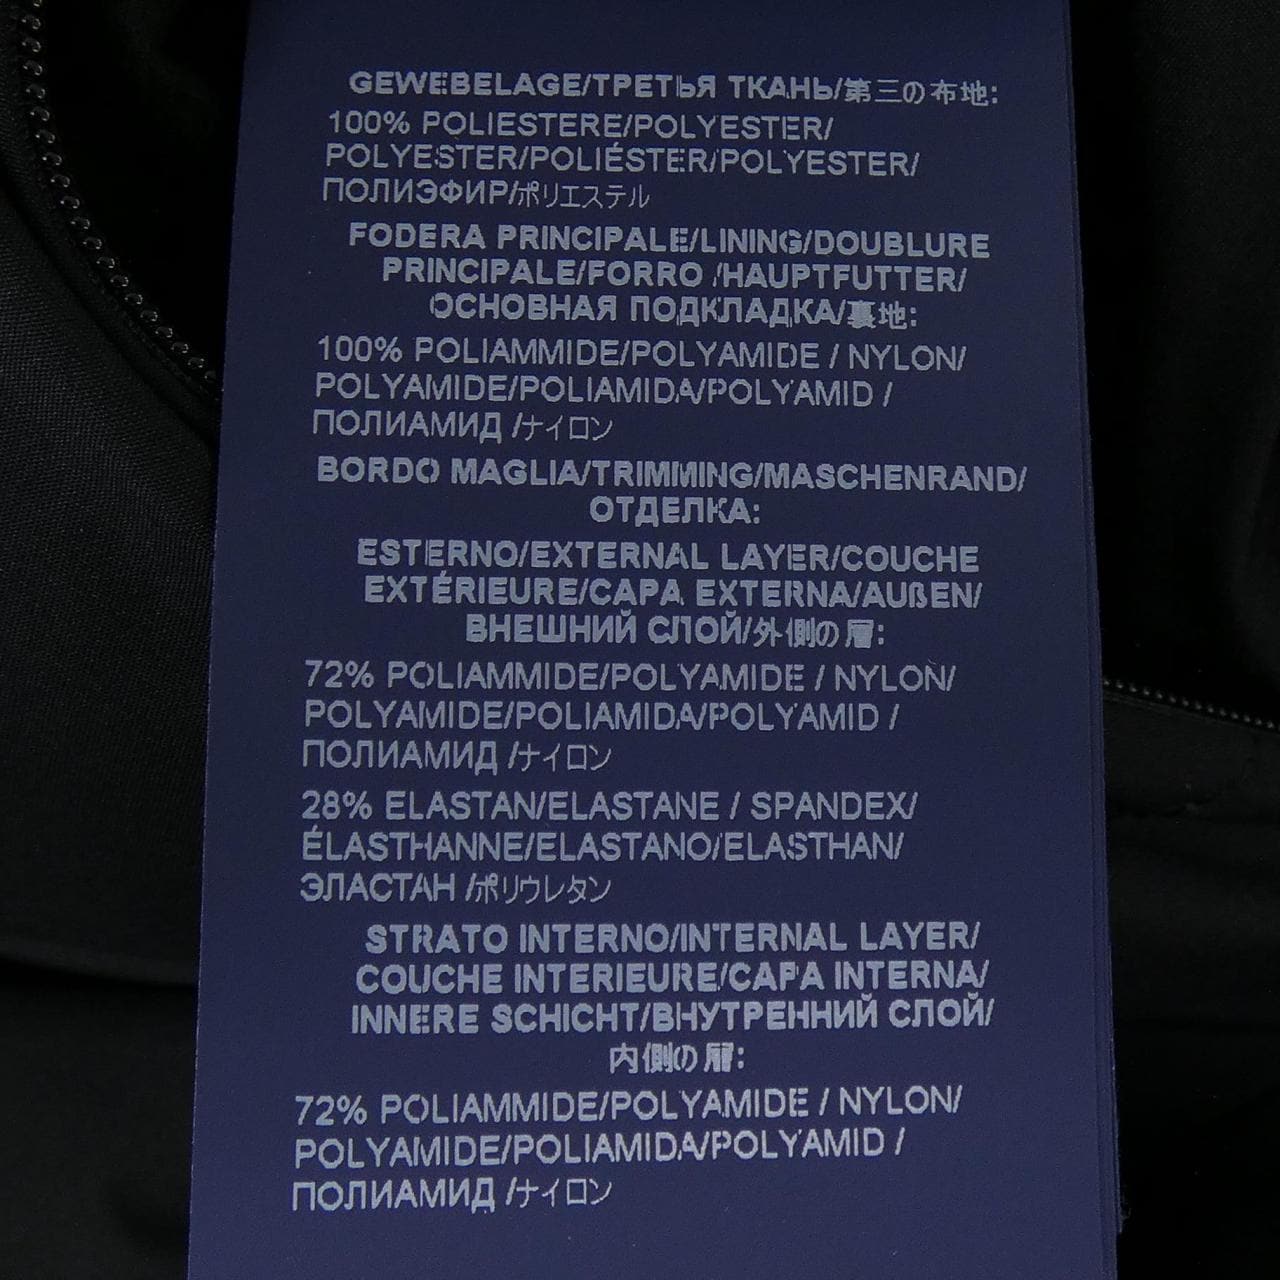 GEWEBELAGE/ТРЕТЬЯ ТКАНЬ/第三の布地:
100% POLIESTERE/POLYESTER/
POLYESTER/POLIÉSTER/POLYESTER/
ПОЛИЭФИР/ポリエステル
FODERA PRINCIPALE/LINING/DOUBLURE
PRINCIPALE/FORRO /HAUPTFUTTER/
ОСНОВНАЯ ПОДКЛАДКА/裏地:
100% POLIAMMIDE/POLYAMIDE / NYLON/
POLYAMIDE/POLIAMIDA/POLYAMID /
ПОЛИАМИД /ナイロン
BORDO MAGLIA/TRIMMING/MASCHENRAND/
ОТДЕЛКА:
ESTERNO/EXTERNAL LAYER/COUCHE
EXTÉRIEURE/CAPA EXTERNA/AUßEN/
ВНЕШНИЙ СЛОЙ/外側の層:
72% POLIAMMIDE/POLYAMIDE / NYLON/
POLYAMIDE/POLIAMIDA/POLYAMID /
ПОЛИАМИД /ナイロン
28% ELASTAN/ELASTANE / SPANDEX/
ÉLASTHANNE/ELASTANO/ELASTHAN/
ЭЛАСТАН /ポリウレタン
STRATO INTERNO/INTERNAL LAYER/
COUCHE INTERIEURE/CAPA INTERNA/
INNERE SCHICHT/ВНУТРЕННИЙ СЛОЙ/
内側の層:
72% POLIAMMIDE/POLYAMIDE / NYLON/
POLYAMIDE/POLIAMIDA/POLYAMID /
ПОЛИАМИД /ナイロン